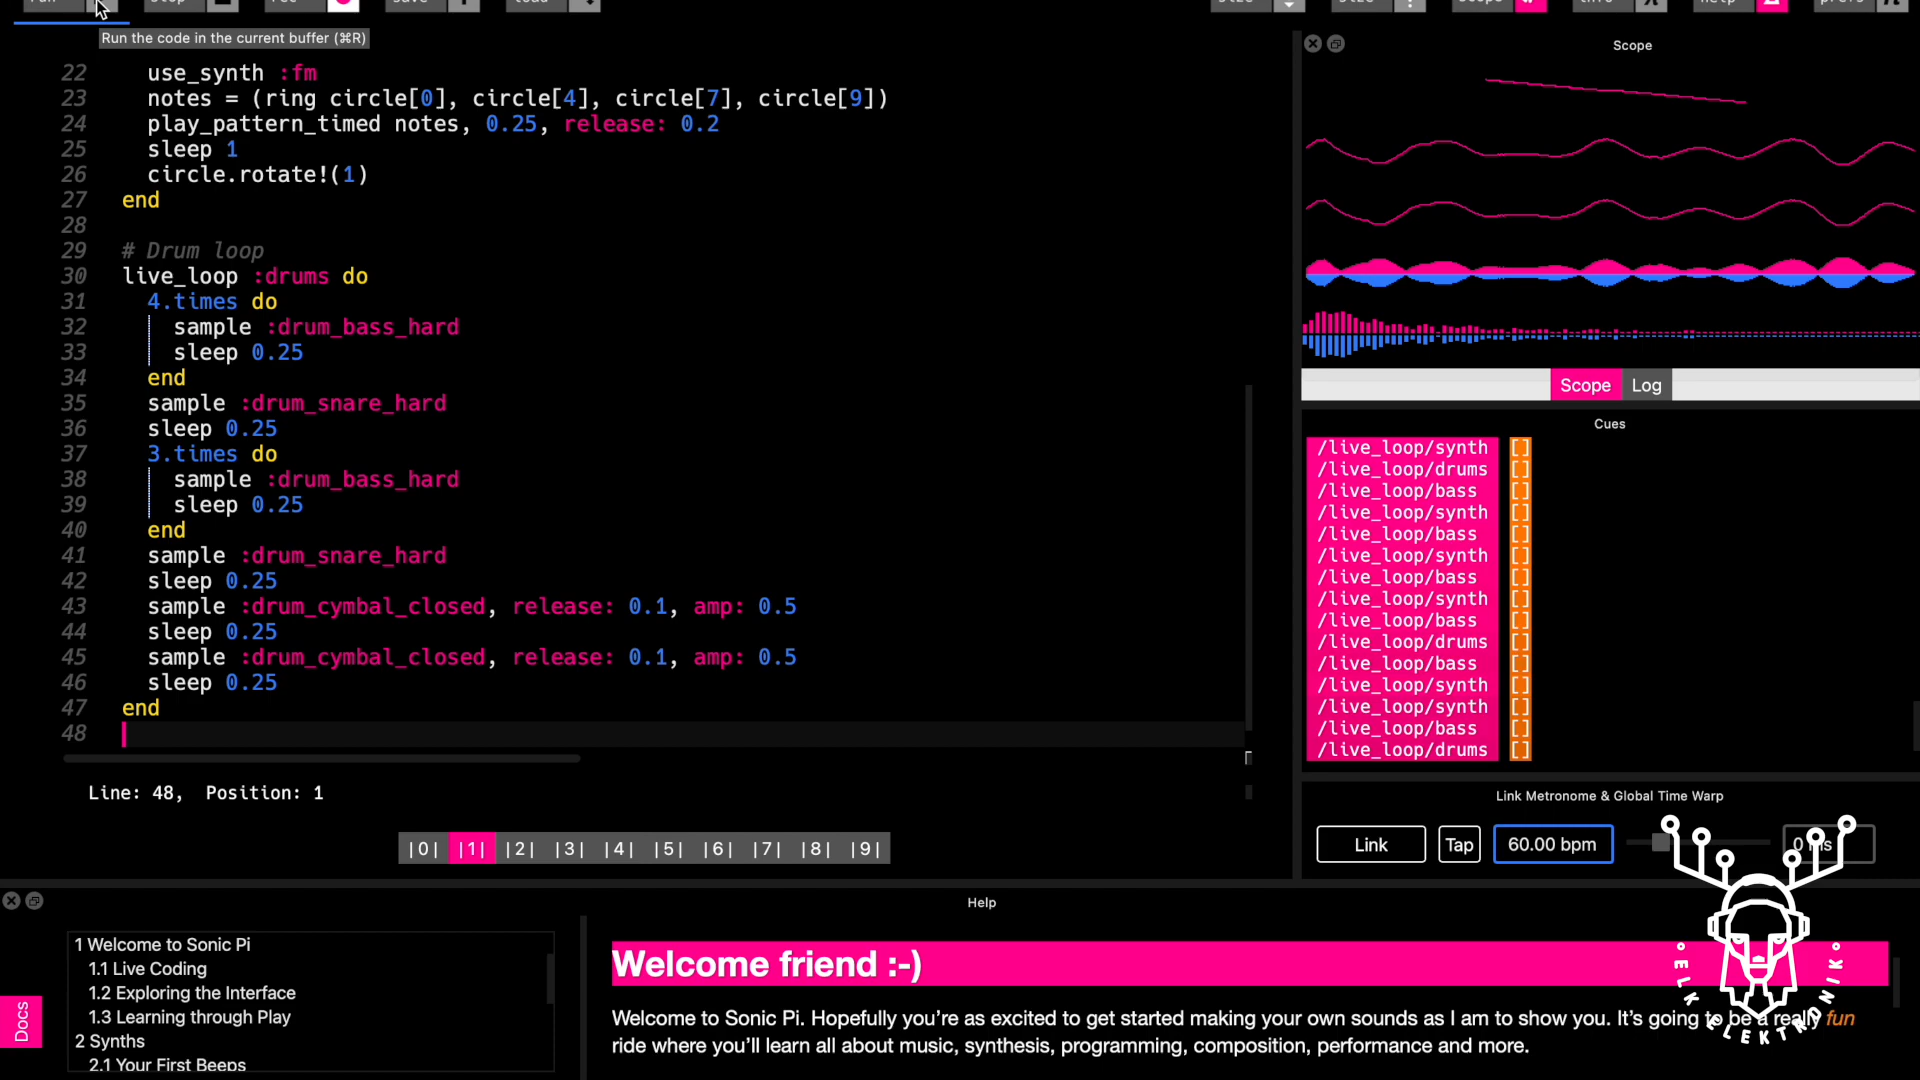 Run the code in the current buffer (⌘R)
22 use_synth :fm
23 notes = (ring circle[0], circle[4], circle[7], circle[9])
24 play_pattern_timed notes, 0.25, release: 0.2
25 sleep 1
26 circle.rotate!(1)
27 end
28
29 # Drum loop
30 live_loop :drums do
31 4.times do
32 sample :drum_bass_hard
33 sleep 0.25
34 end
35 sample :drum_snare_hard
36 sleep 0.25
37 3.times do
38 sample :drum_bass_hard
39 sleep 0.25
40 end
41 sample :drum_snare_hard
42 sleep 0.25
43 sample :drum_cymbal_closed, release: 0.1, amp: 0.5
44 sleep 0.25
45 sample :drum_cymbal_closed, release: 0.1, amp: 0.5
46 sleep 0.25
47 end
48
Line: 48, Position: 1
|0| |1| |2| |3| |4| |5| |6| |7| |8| |9|
Scope
Scope Log
Cues
/live_loop/synth []
/live_loop/drums []
/live_loop/bass []
/live_loop/synth []
/live_loop/bass []
/live_loop/synth []
/live_loop/bass []
/live_loop/synth []
/live_loop/bass []
/live_loop/drums []
/live_loop/bass []
/live_loop/synth []
/live_loop/synth []
/live_loop/bass []
/live_loop/drums []
Link Metronome & Global Time Warp
Link Tap 60.00 bpm
Help
Docs
1 Welcome to Sonic Pi
1.1 Live Coding
1.2 Exploring the Interface
1.3 Learning through Play
2 Synths
2.1 Your First Beeps
Welcome friend :-)
Welcome to Sonic Pi. Hopefully you're as excited to get started making your own sounds as I am to show you. It's going to be a really fun
ride where you'll learn all about music, synthesis, programming, composition, performance and more.
ELK ELEKTRONIK